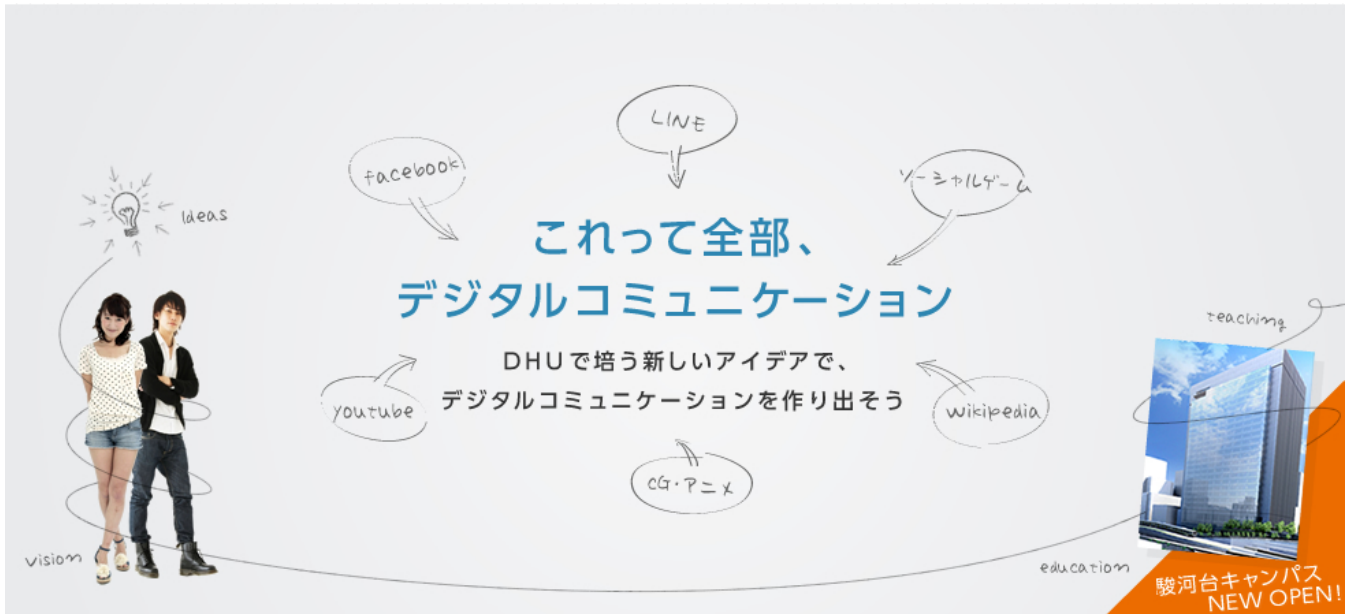 LINE
facebook
ソーシャルゲーム
Ideas
これって全部、
デジタルコミュニケーション
teaching
DHUで培う新しいアイデアで、
デジタルコミュニケーションを作り出そう
youtube
wikipedia
CG・アニメ
vision
education
駿河台キャンパス
NEW OPEN!